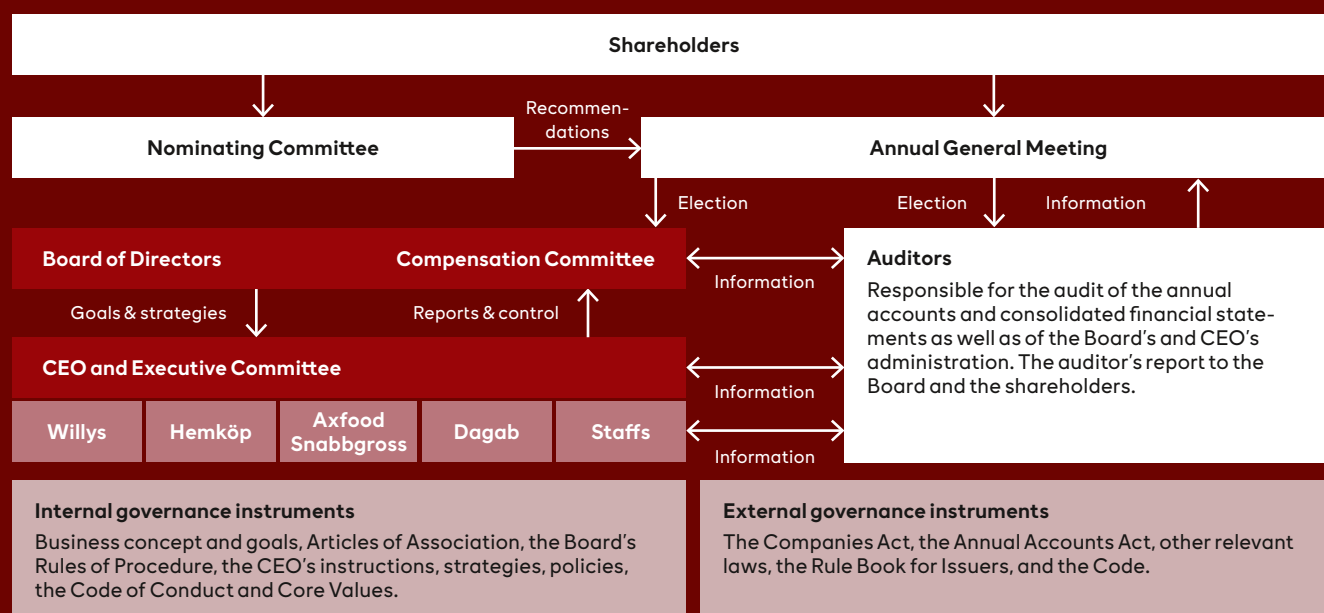 Shareholders
Recommen-
dations
Nominating Committee
Annual General Meeting
Election
Election
Information
Board of Directors
Compensation Committee
Information
Goals & strategies
Reports & control
CEO and Executive Committee
Information
Willys
Hemköp
Axfood
Snabbgross
Dagab
Staffs
Information
Auditors
Responsible for the audit of the annual
accounts and consolidated financial state-
ments as well as of the Board's and CEO's
administration. The auditor's report to the
Board and the shareholders.
Internal governance instruments
Business concept and goals, Articles of Association, the Board's
Rules of Procedure, the CEO's instructions, strategies, policies,
the Code of Conduct and Core Values.
External governance instruments
The Companies Act, the Annual Accounts Act, other relevant
laws, the Rule Book for Issuers, and the Code.